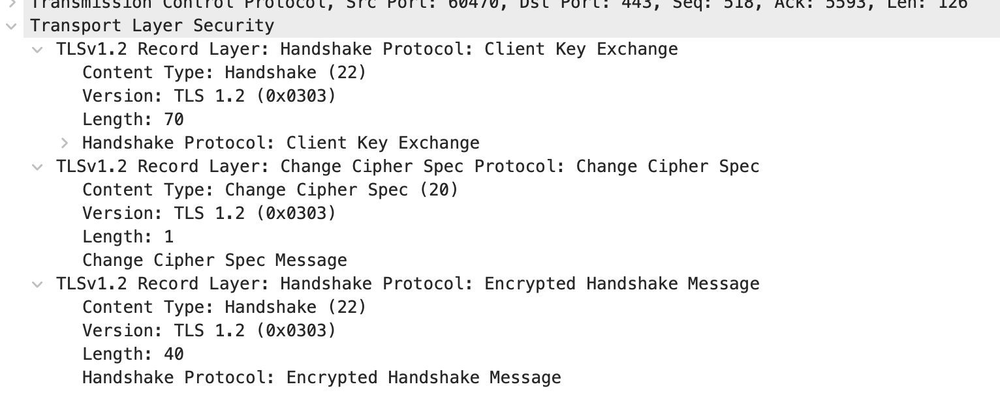 Transmission Control Protocol, Src Port: 60470, Dst Port: 443, Seq: 518, Ack: 5593, Len: 126
Transport Layer Security
TLSv1.2 Record Layer: Handshake Protocol: Client Key Exchange
Content Type: Handshake (22)
Version: TLS 1.2 (0x0303)
Length: 70
Handshake Protocol: Client Key Exchange
TLSv1.2 Record Layer: Change Cipher Spec Protocol: Change Cipher Spec
Content Type: Change Cipher Spec (20)
Version: TLS 1.2 (0x0303)
Length: 1
Change Cipher Spec Message
TLSv1.2 Record Layer: Handshake Protocol: Encrypted Handshake Message
Content Type: Handshake (22)
Version: TLS 1.2 (0x0303)
Length: 40
Handshake Protocol: Encrypted Handshake Message